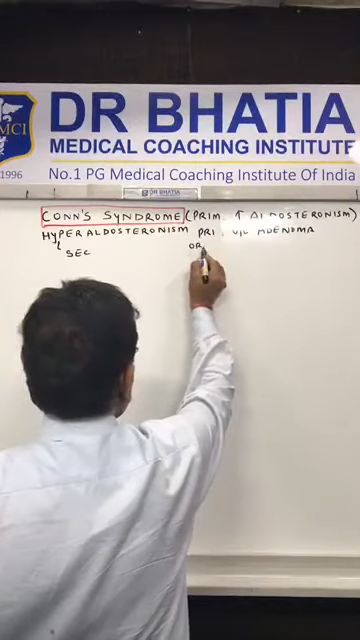 MCI
1996
DR BHATIA
MEDICAL COACHING INSTITUTE
No.1 PG Medical Coaching Institute Of India
DR BHATIA
CONN'S SYNDROME (PRIM. ↑ ALDOSTERONISM)
HYPERALDOSTERONISM PRI. U/L ADENOMA
SEC OR